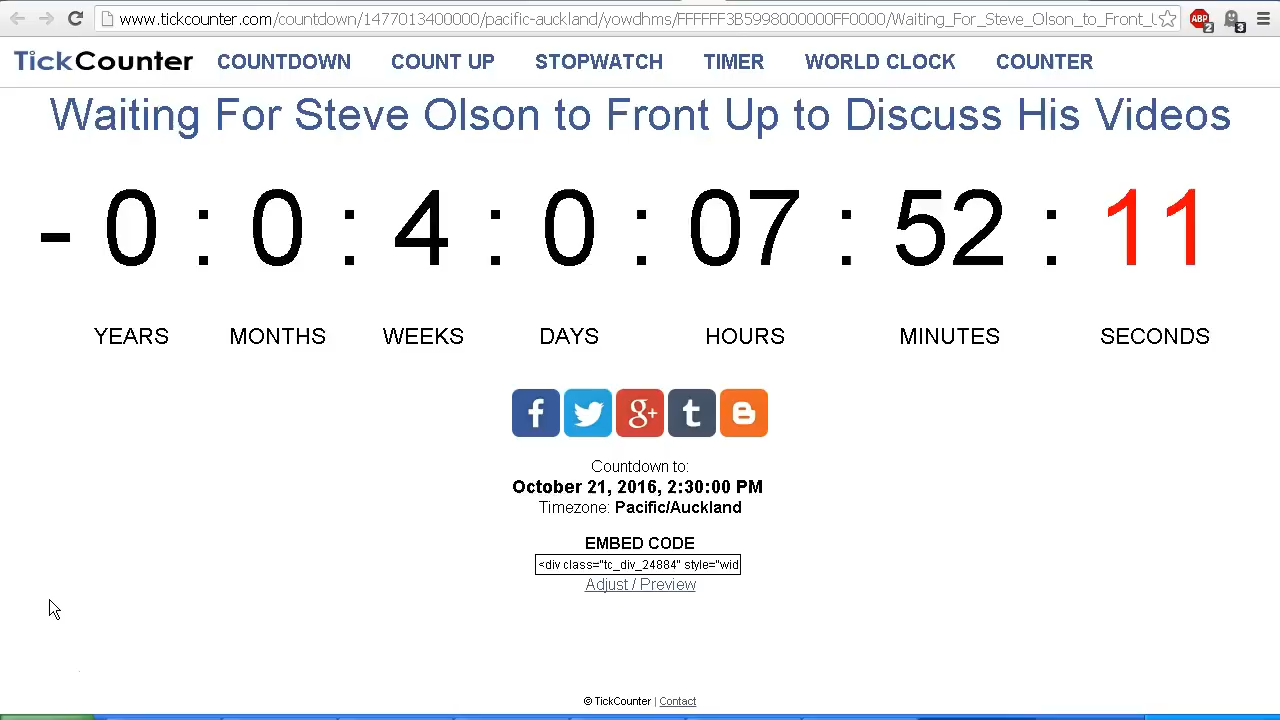 www.tickcounter.com/countdown/1477013400000/pacific-auckland/yowdhms/FFFFFF3B5998000000FF0000/Waiting_For_Steve_Olson_to_Front_U
ABP 2 3
TickCounter COUNTDOWN COUNT UP STOPWATCH TIMER WORLD CLOCK COUNTER
Waiting For Steve Olson to Front Up to Discuss His Videos
- 0 : 0 : 4 : 0 : 07 : 52 : 11
YEARS MONTHS WEEKS DAYS HOURS MINUTES SECONDS
f g+ t B
Countdown to:
October 21, 2016, 2:30:00 PM
Timezone: Pacific/Auckland
EMBED CODE
<div class="tc_div_24884" style="wid
Adjust / Preview
© TickCounter | Contact